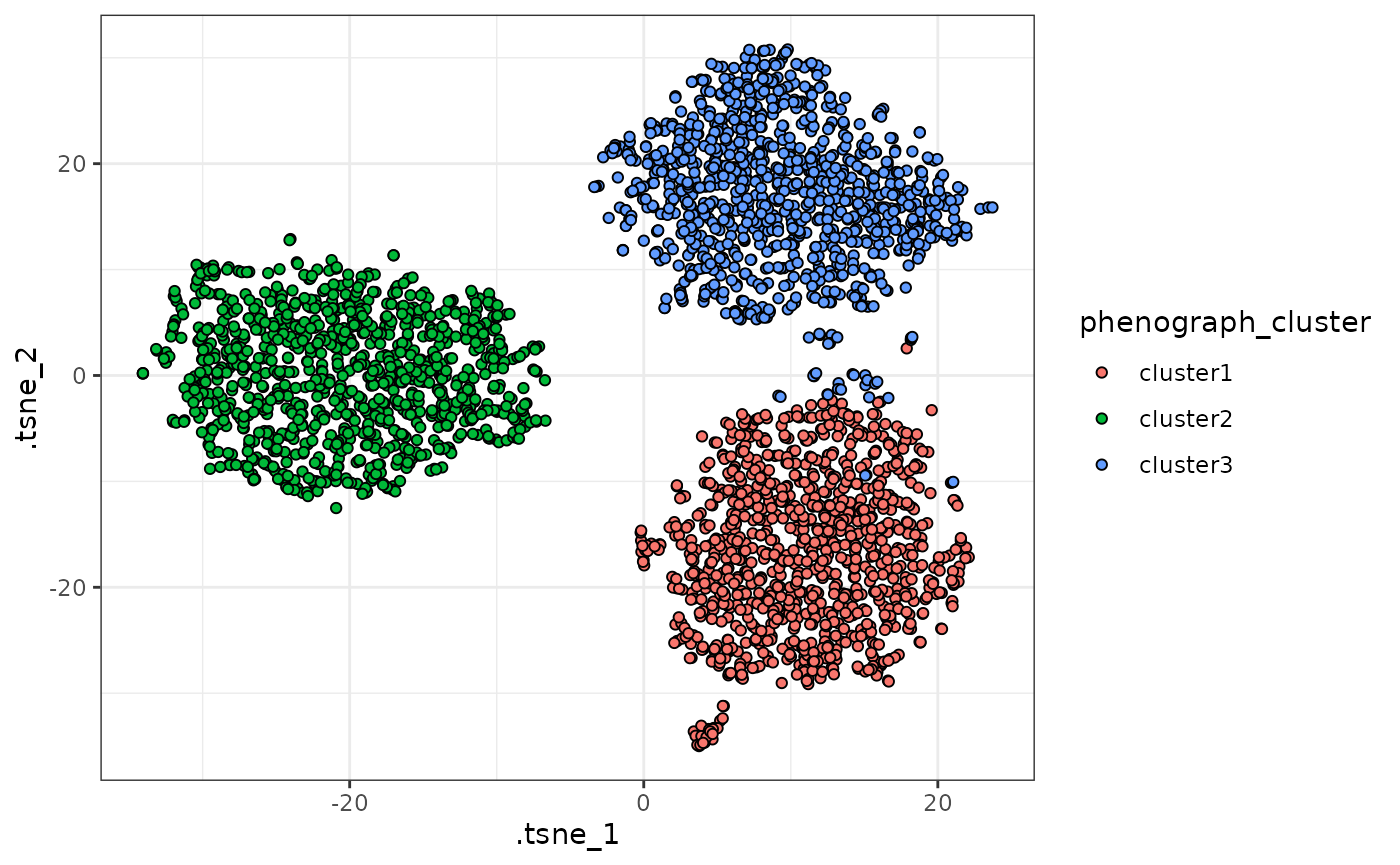 .tsne_2
20
0
-20
-20
0
20
.tsne_1
phenograph_cluster
cluster1
cluster2
cluster3